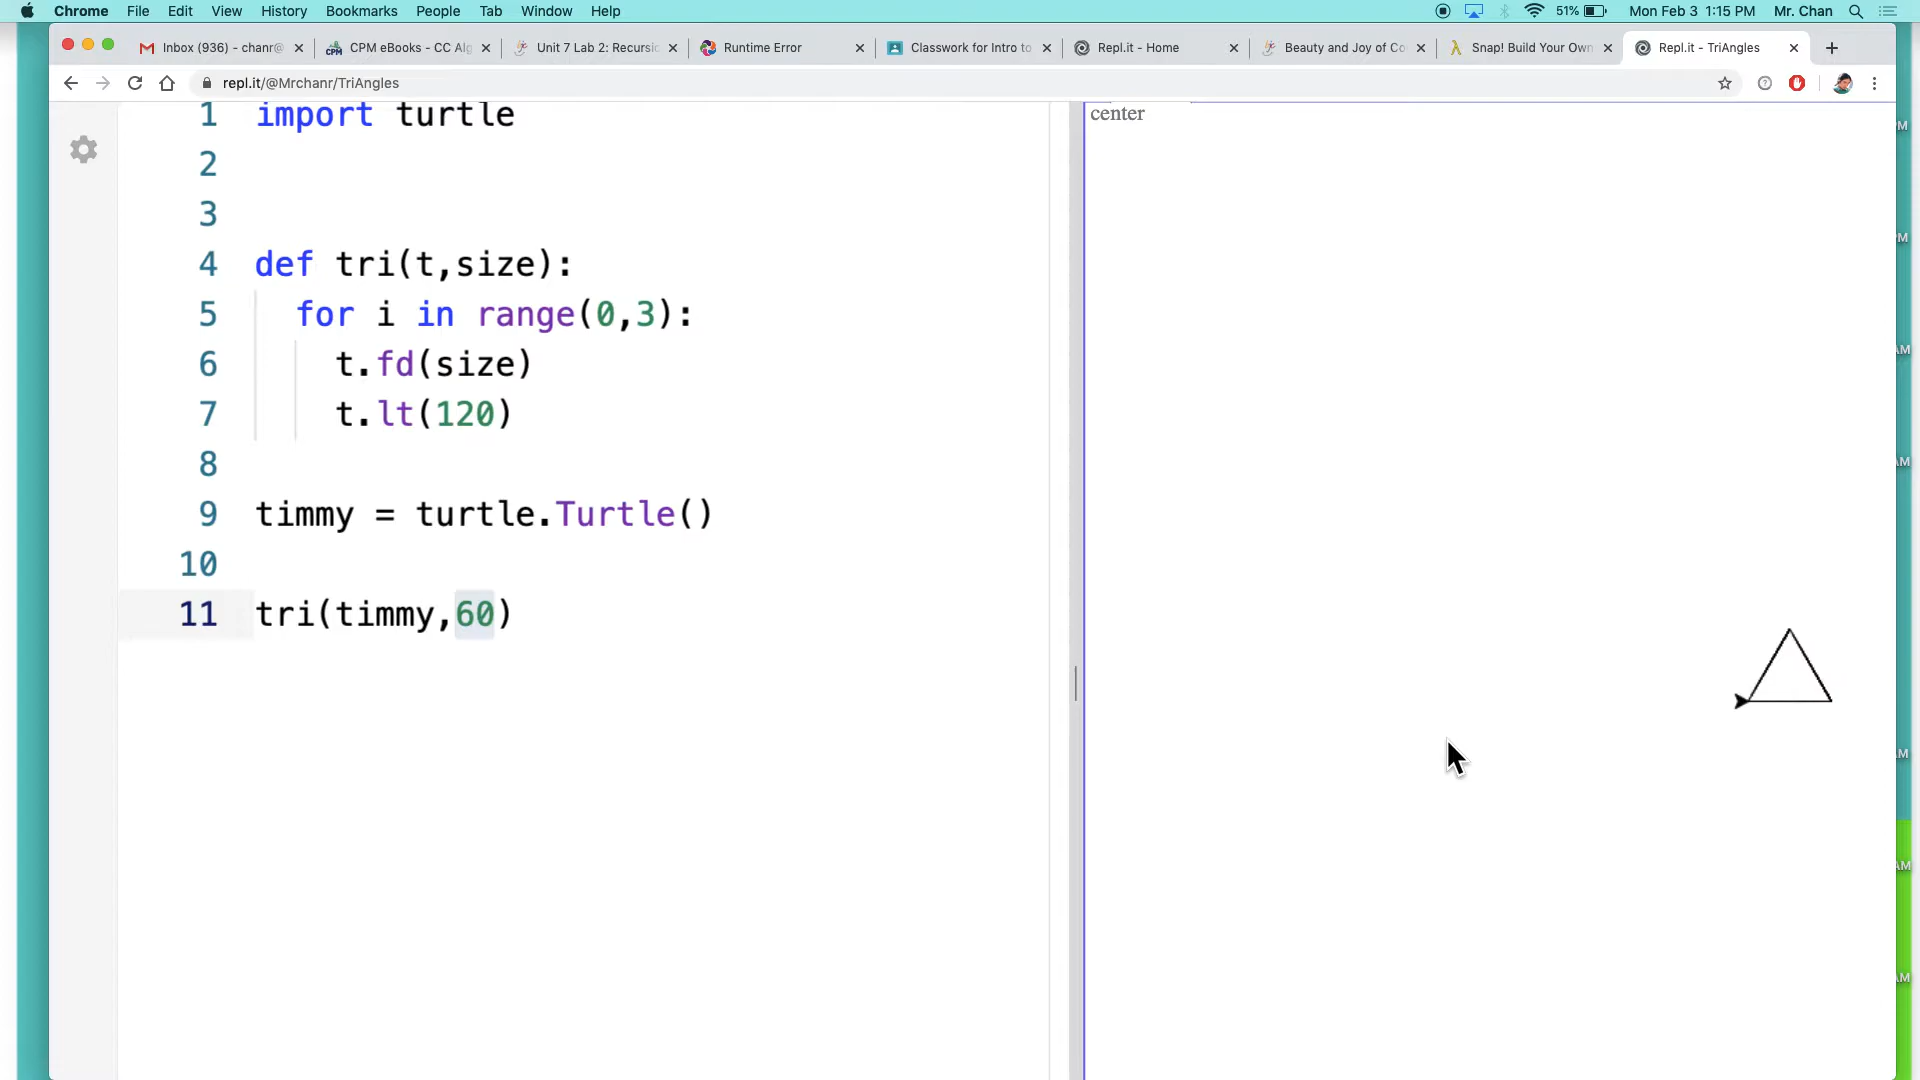 Chrome File Edit View History Bookmarks People Tab Window Help 51% Mon Feb 3 1:15 PM Mr. Chan
Inbox (936) - chanr@ CPM eBooks - CC Alg Unit 7 Lab 2: Recursic Runtime Error Classwork for Intro to Repl.it - Home Beauty and Joy of Co Snap! Build Your Own Repl.it - TriAngles
repl.it/@Mrchanr/TriAngles
center
1 import turtle
2
3
4 def tri(t,size):
5 for i in range(0,3):
6 t.fd(size)
7 t.lt(120)
8
9 timmy = turtle.Turtle()
10
11 tri(timmy,60)